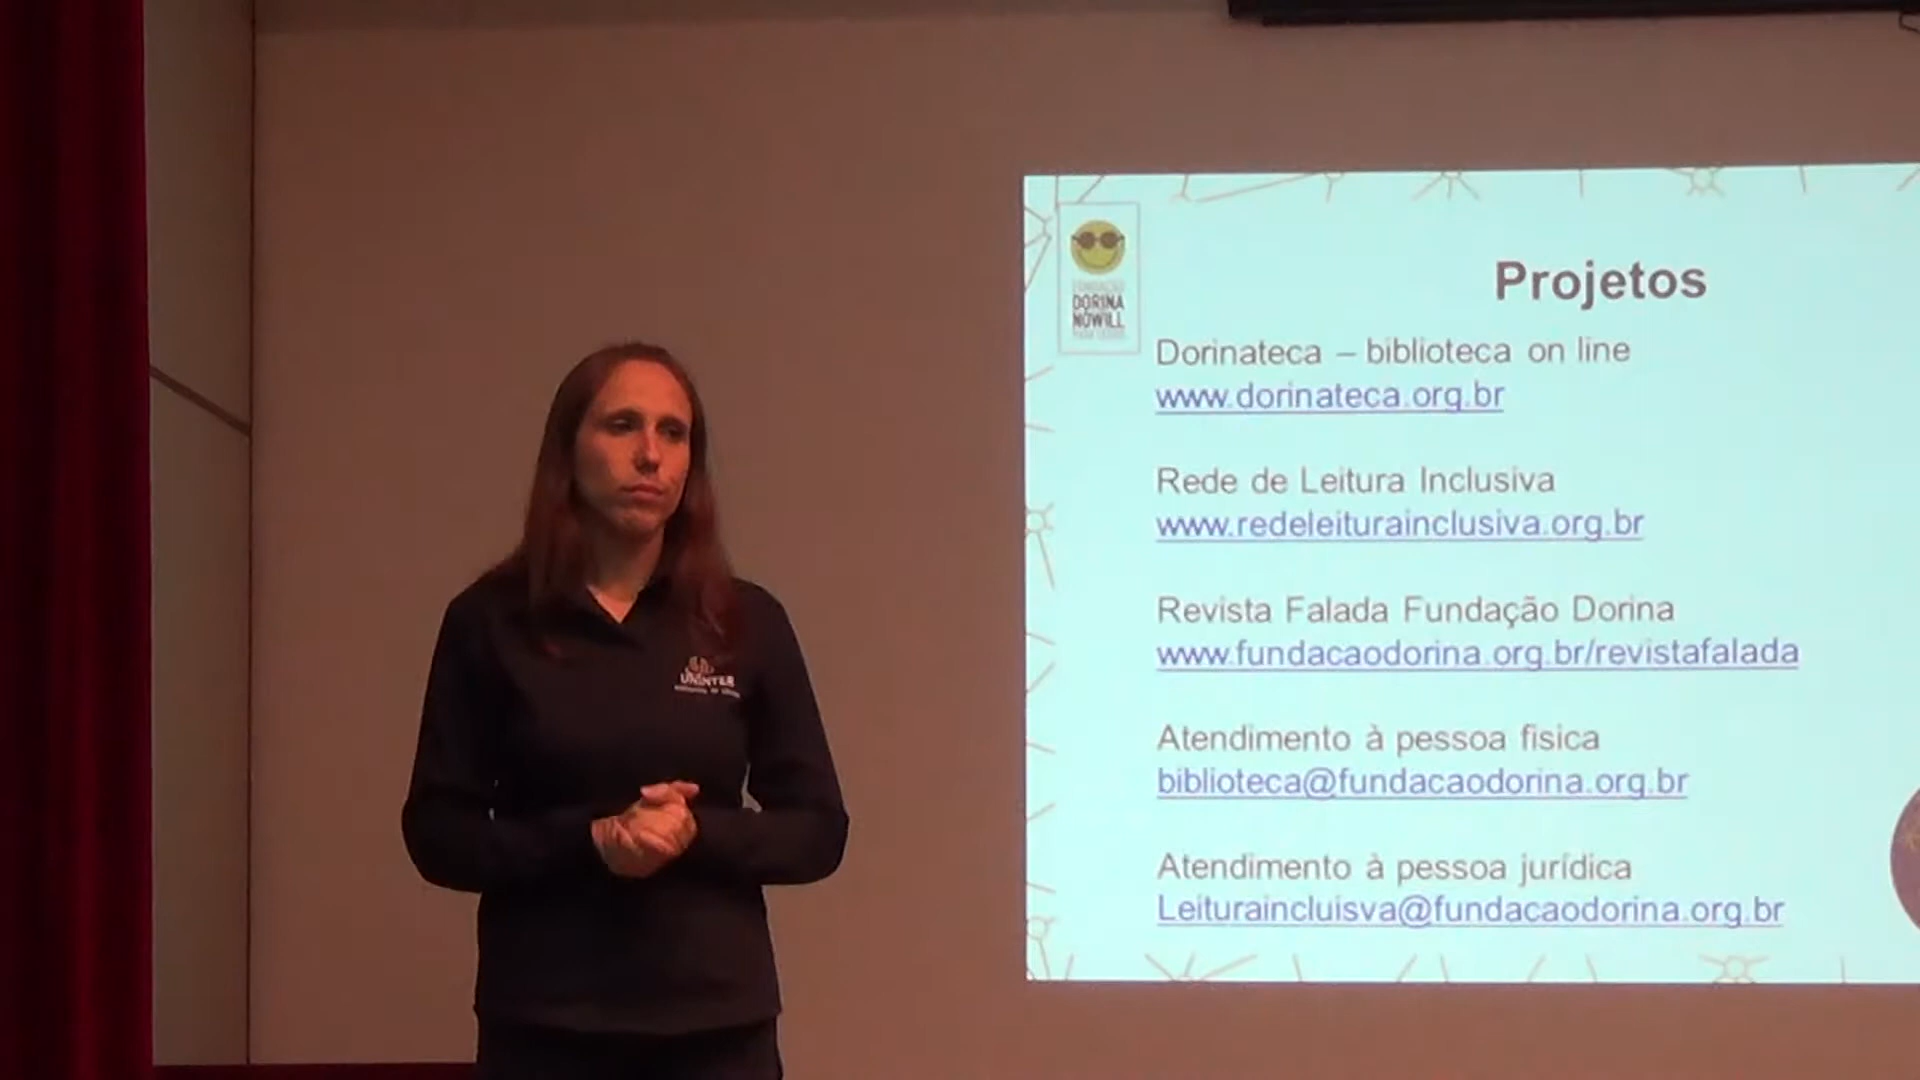 Projetos
FUNDAÇÃO
DORINA
NOWILL
Dorinateca – biblioteca on line
www.dorinateca.org.br
Rede de Leitura Inclusiva
www.redeleiturainclusiva.org.br
Revista Falada Fundação Dorina
www.fundacaodorina.org.br/revistafalada
Atendimento à pessoa física
biblioteca@fundacaodorina.org.br
Atendimento à pessoa jurídica
Leituraincluisva@fundacaodorina.org.br
UNINTER